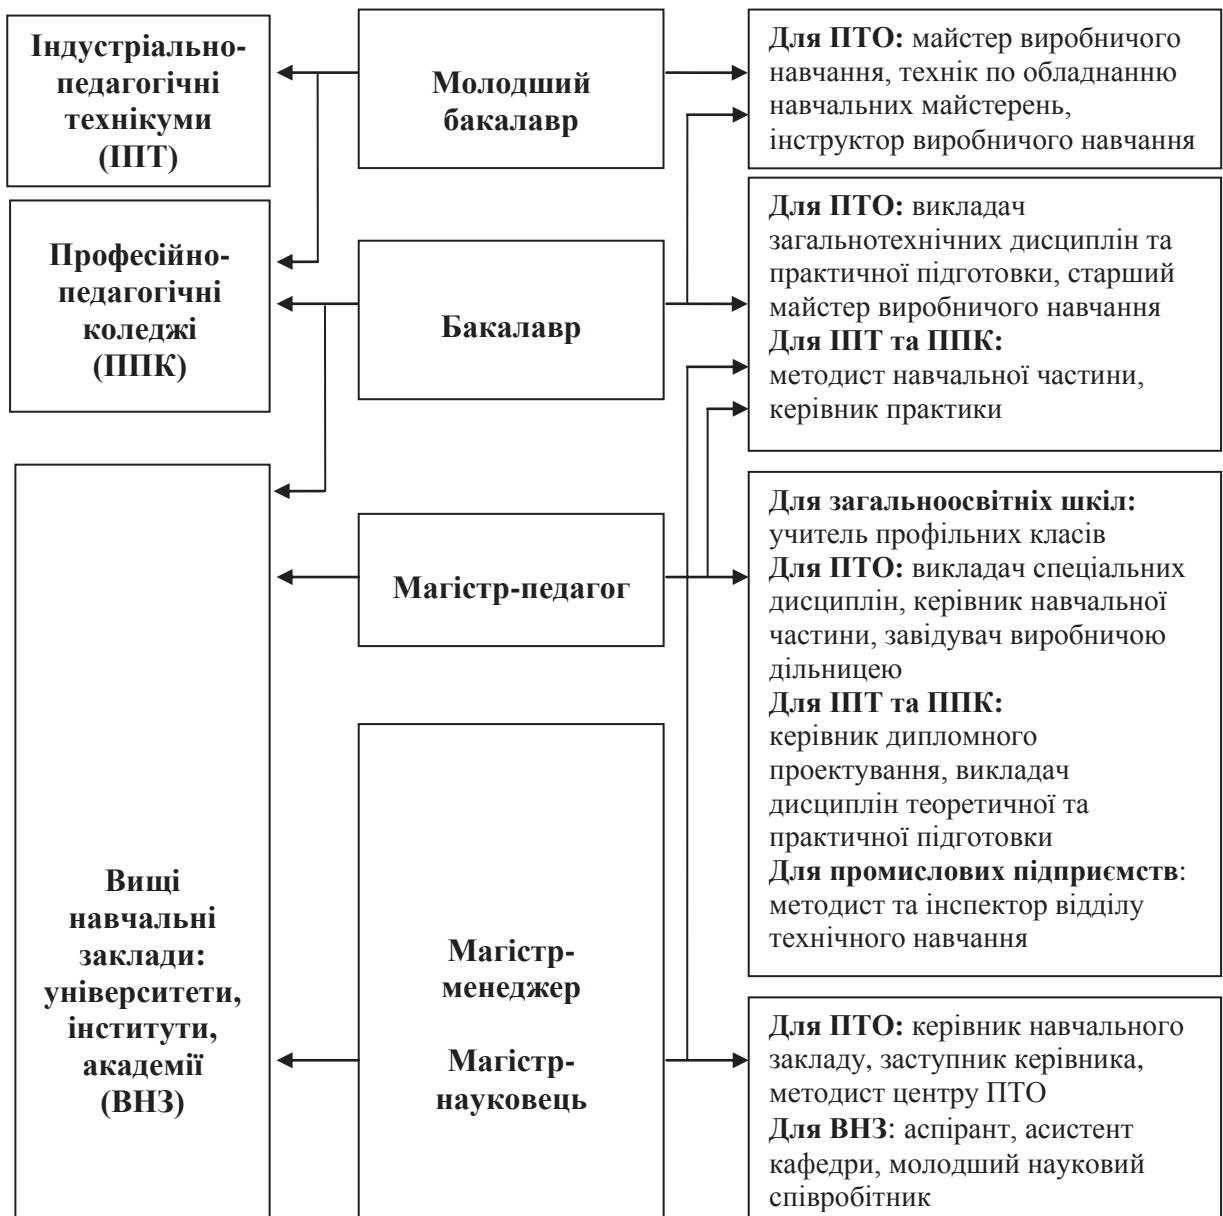 Індустріально-
педагогічні
технікуми
(ІПТ)
Професійно-
педагогічні
коледжі
(ППК)
Вищі
навчальні
заклади:
університети,
інститути,
академії
(ВНЗ)
Молодший
бакалавр
Бакалавр
Магістр-педагог
Магістр-
менеджер
Магістр-
науковець
Для ПТО: майстер виробничого
навчання, технік по обладнанню
навчальних майстерень,
інструктор виробничого навчання
Для ПТО: викладач
загальнотехнічних дисциплін та
практичної підготовки, старший
майстер виробничого навчання
Для ІПТ та ППК:
методист навчальної частини,
керівник практики
Для загальноосвітніх шкіл:
учитель профільних класів
Для ПТО: викладач спеціальних
дисциплін, керівник навчальної
частини, завідувач виробничою
дільницею
Для ІПТ та ППК:
керівник дипломного
проектування, викладач
дисциплін теоретичної та
практичної підготовки
Для промислових підприємств:
методист та інспектор відділу
технічного навчання
Для ПТО: керівник навчального
закладу, заступник керівника,
методист центру ПТО
Для ВНЗ: аспірант, асистент
кафедри, молодший науковий
співробітник